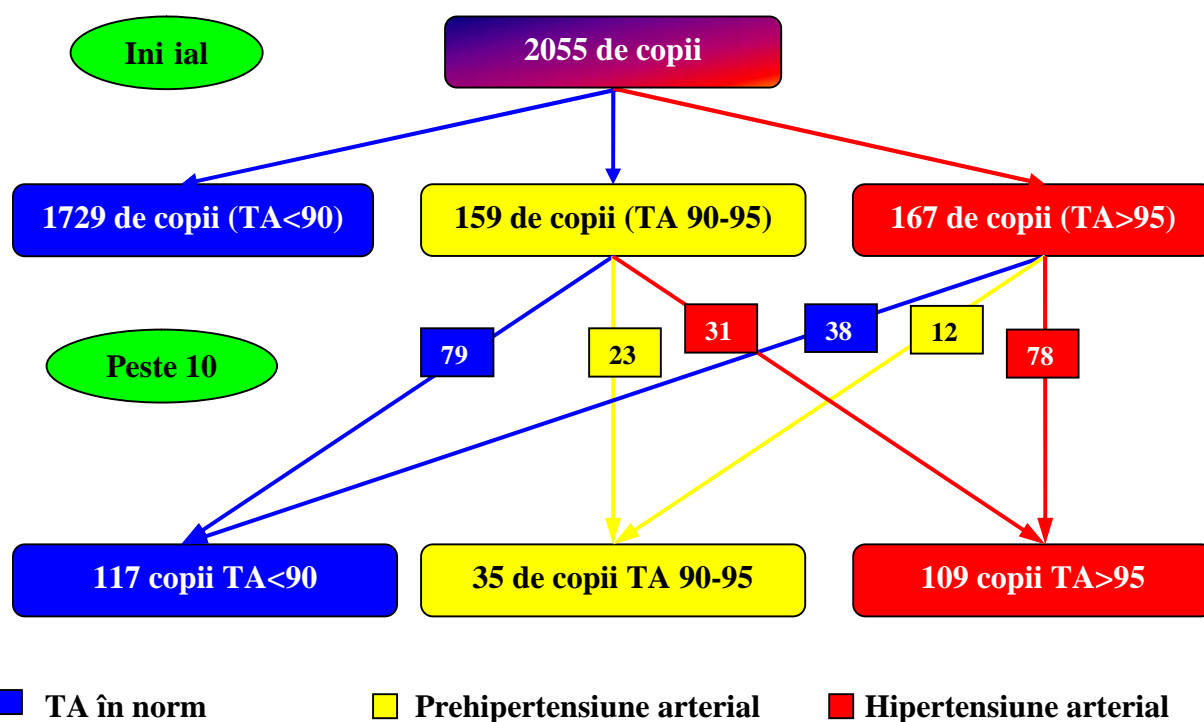 Ini ial
2055 de copii
1729 de copii (TA<90)
159 de copii (TA 90-95)
167 de copii (TA>95)
79
23
31
38
12
78
Peste 10
117 copii TA<90
35 de copii TA 90-95
109 copii TA>95
TA în norm
Prehipertensiune arterial
Hipertensiune arterial